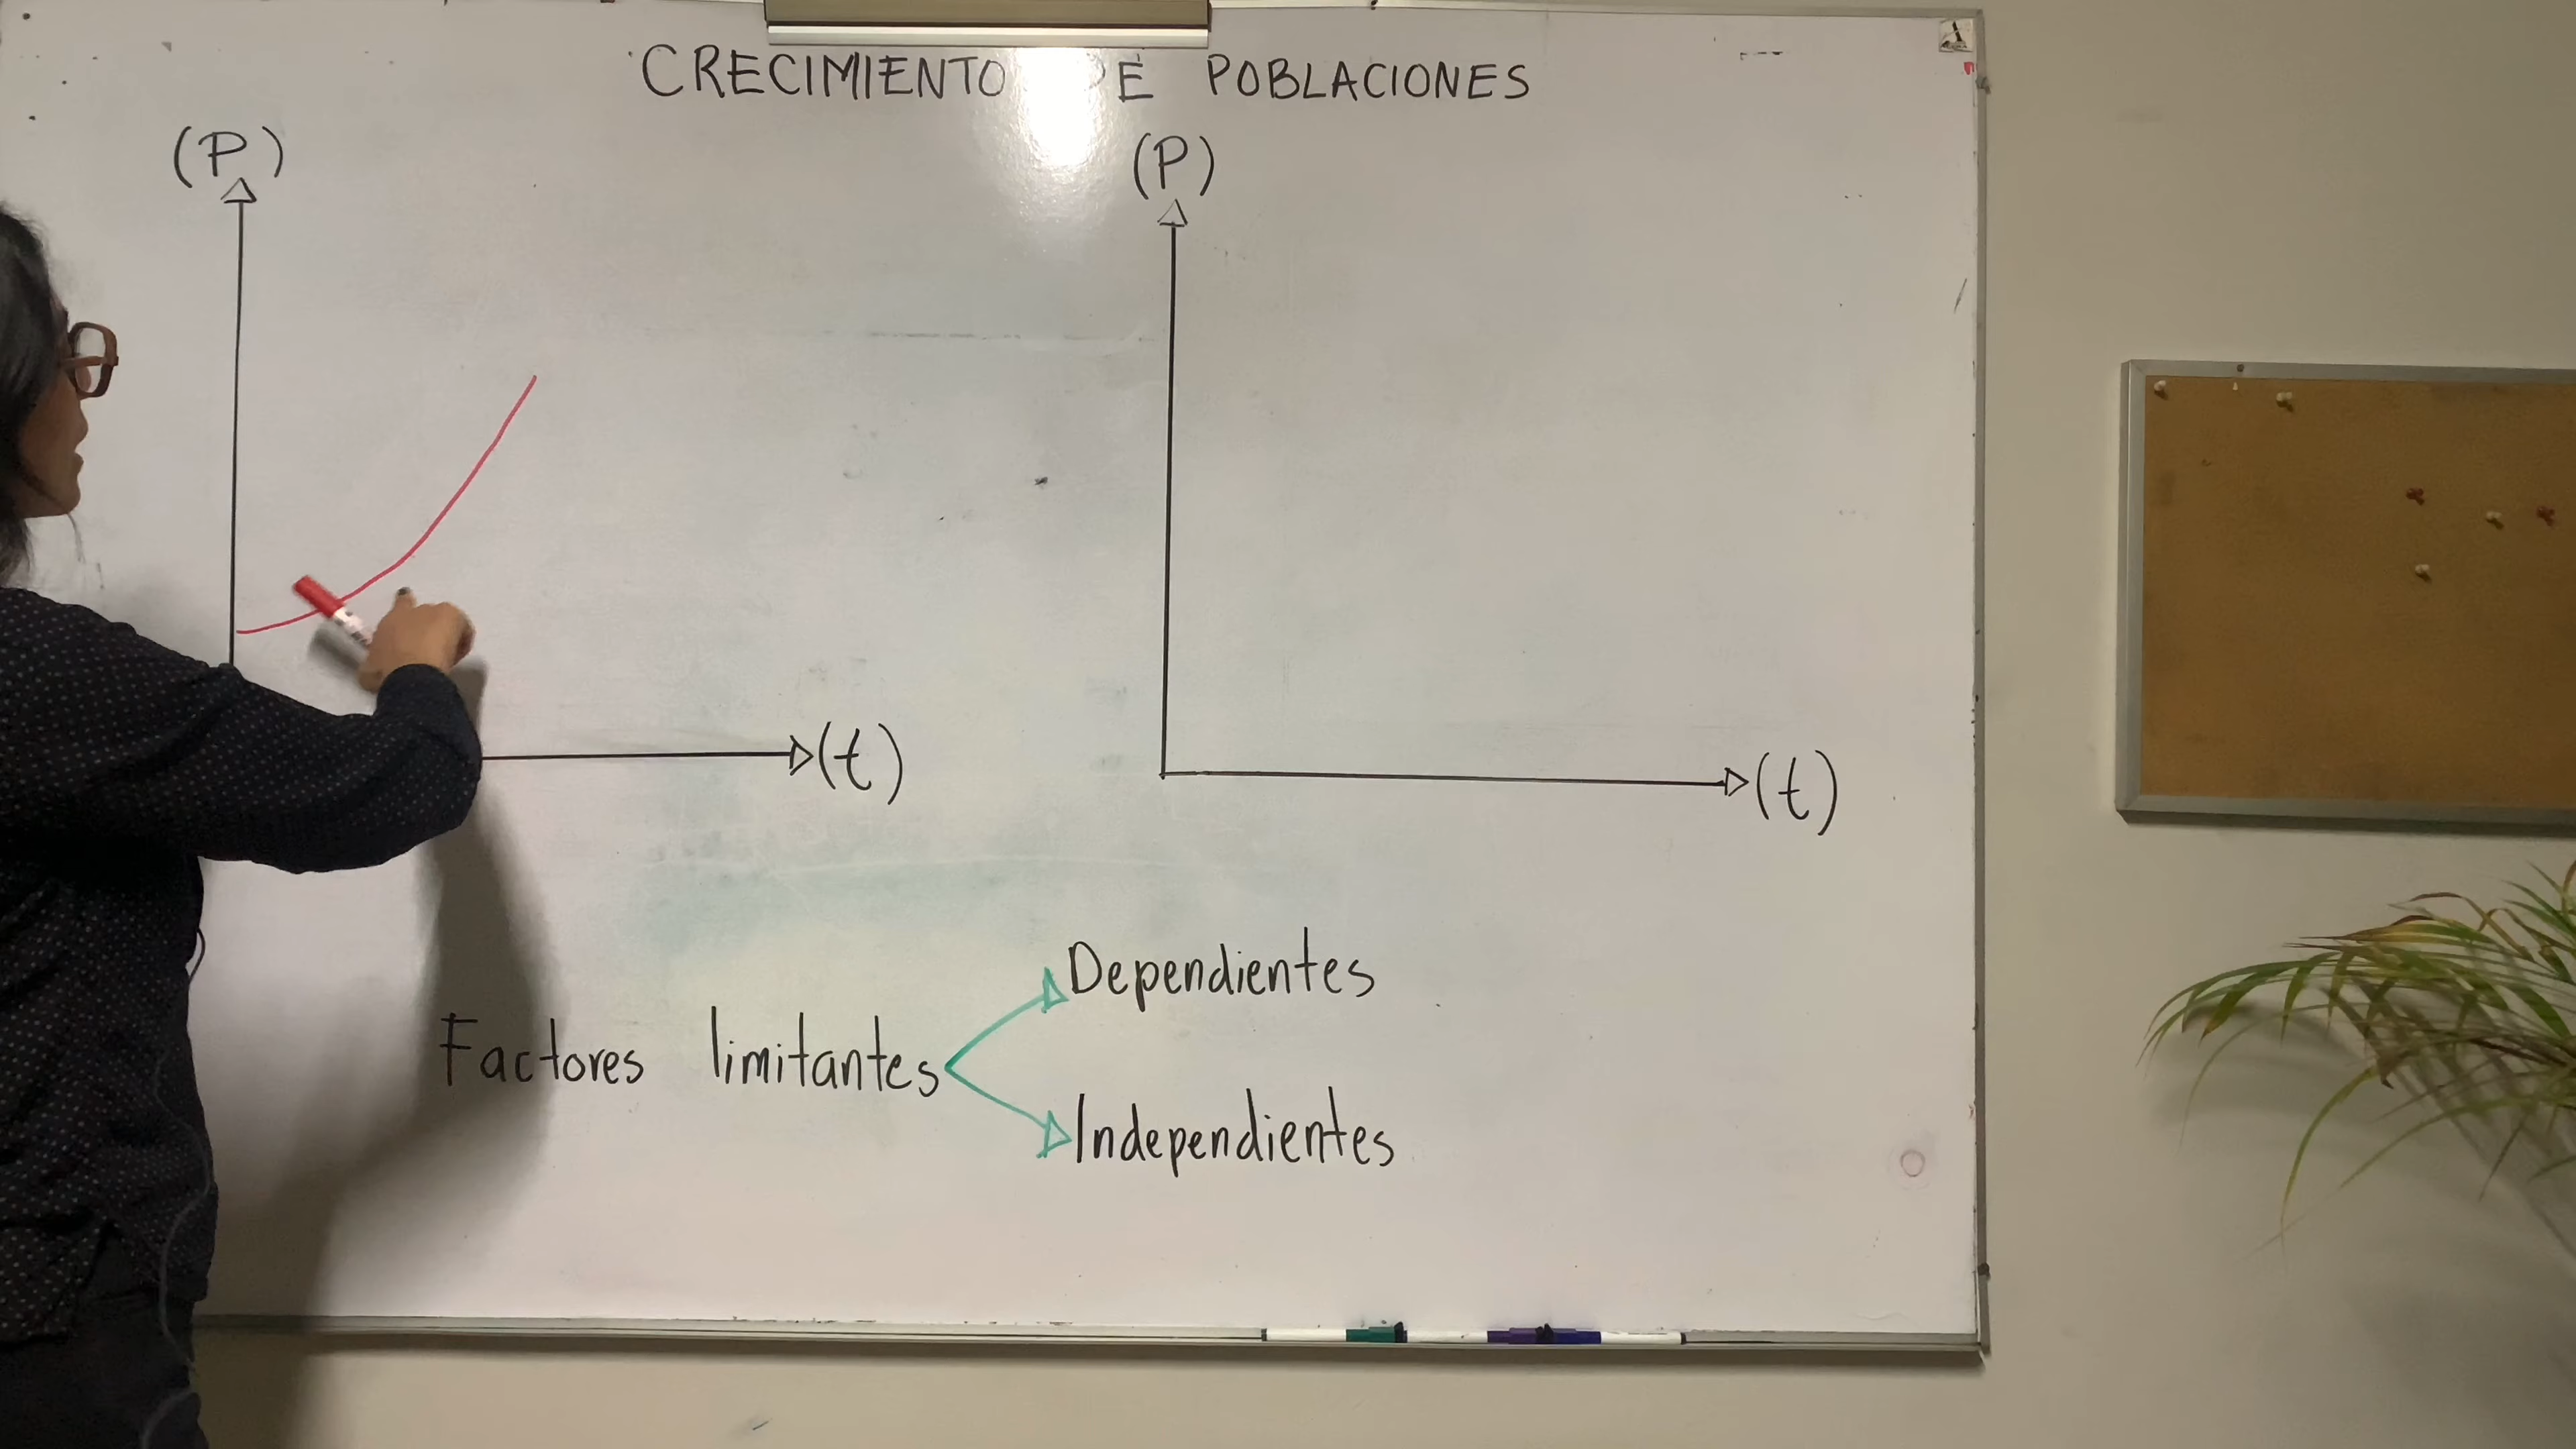 CRECIMIENTO DE POBLACIONES
(P)
(P)
(t)
(t)
Dependientes
Factores limitantes
Independientes